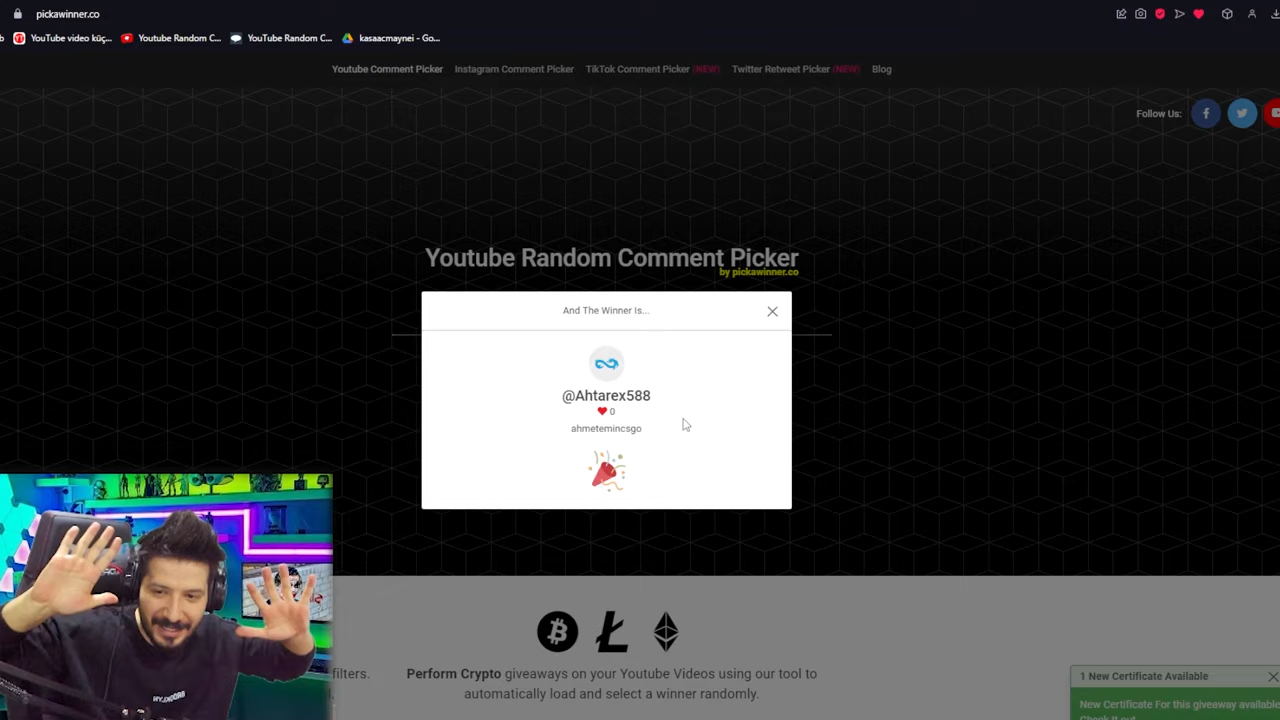 pickawinner.co
YouTube video küç...
Youtube Random C...
YouTube Random C...
kasaacmaynei - Go...
Youtube Comment Picker
Instagram Comment Picker
TikTok Comment Picker (NEW)
Twitter Retweet Picker (NEW)
Blog
Follow Us:
Youtube Random Comment Picker
by pickawinner.co
And The Winner Is...
@Ahtarex588
0
ahmetemincsgo
filters.
Perform Crypto giveaways on your Youtube Videos using our tool to
automatically load and select a winner randomly.
1 New Certificate Available
New Certificate For this giveaway available
Check It out